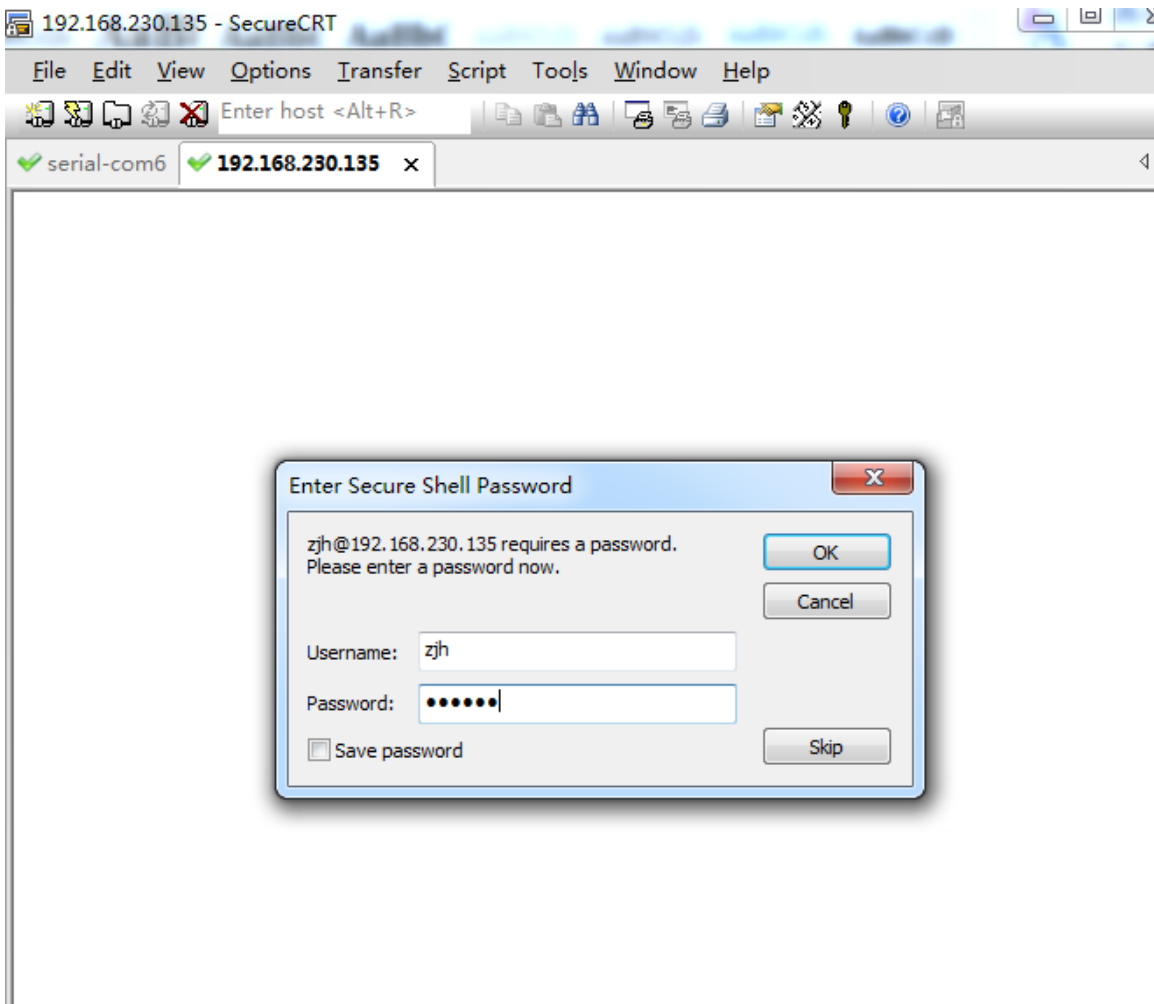 192.168.230.135 - SecureCRT
File Edit View Options Transfer Script Tools Window Help
Enter host <Alt+R>
serial-com6 192.168.230.135 x
Enter Secure Shell Password
zjh@192.168.230.135 requires a password.
Please enter a password now.
OK
Cancel
Username: zjh
Password: ••••••
Save password
Skip